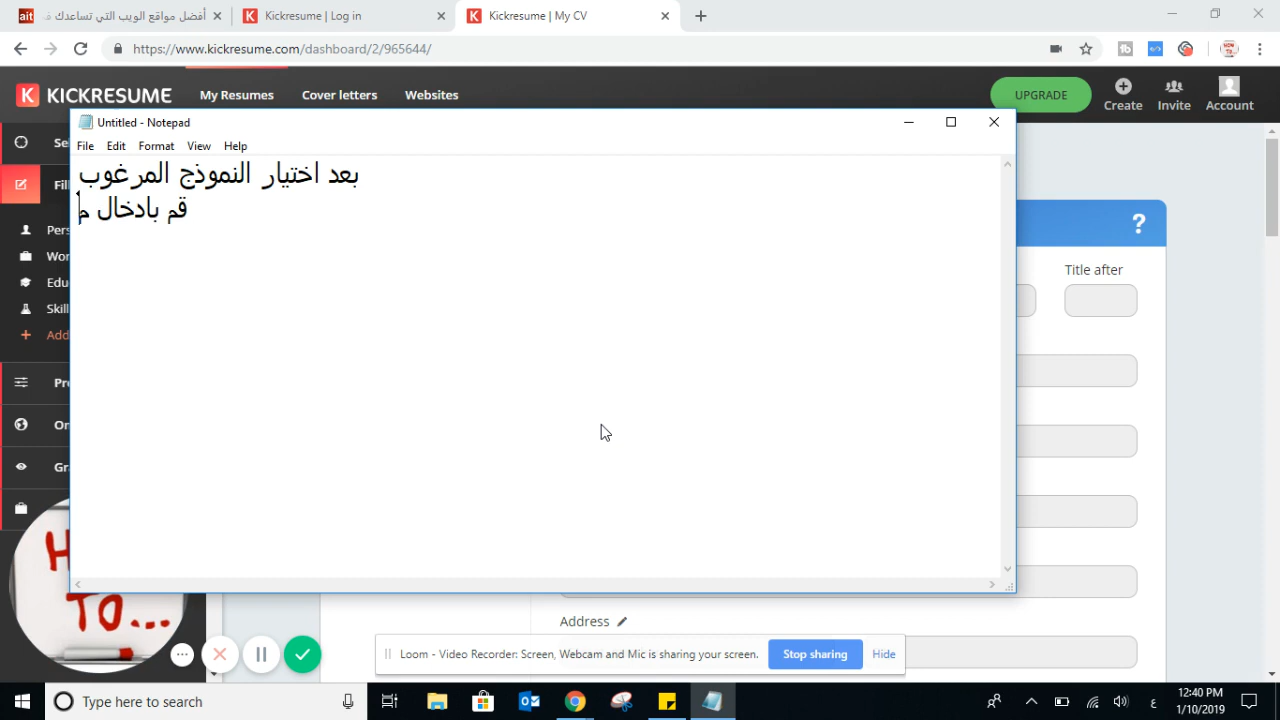 أفضل مواقع الويب التي تساعدك ف
Kickresume | Log in
Kickresume | My CV
https://www.kickresume.com/dashboard/2/965644/
KICKRESUME
My Resumes
Cover letters
Websites
UPGRADE
Create
Invite
Account
Untitled - Notepad
File
Edit
Format
View
Help
بعد اختيار النموذج المرغوب
قم بادخال م
Title after
Address
TO...
Loom - Video Recorder: Screen, Webcam and Mic is sharing your screen.
Stop sharing
Hide
Type here to search
ع
12:40 PM
1/10/2019